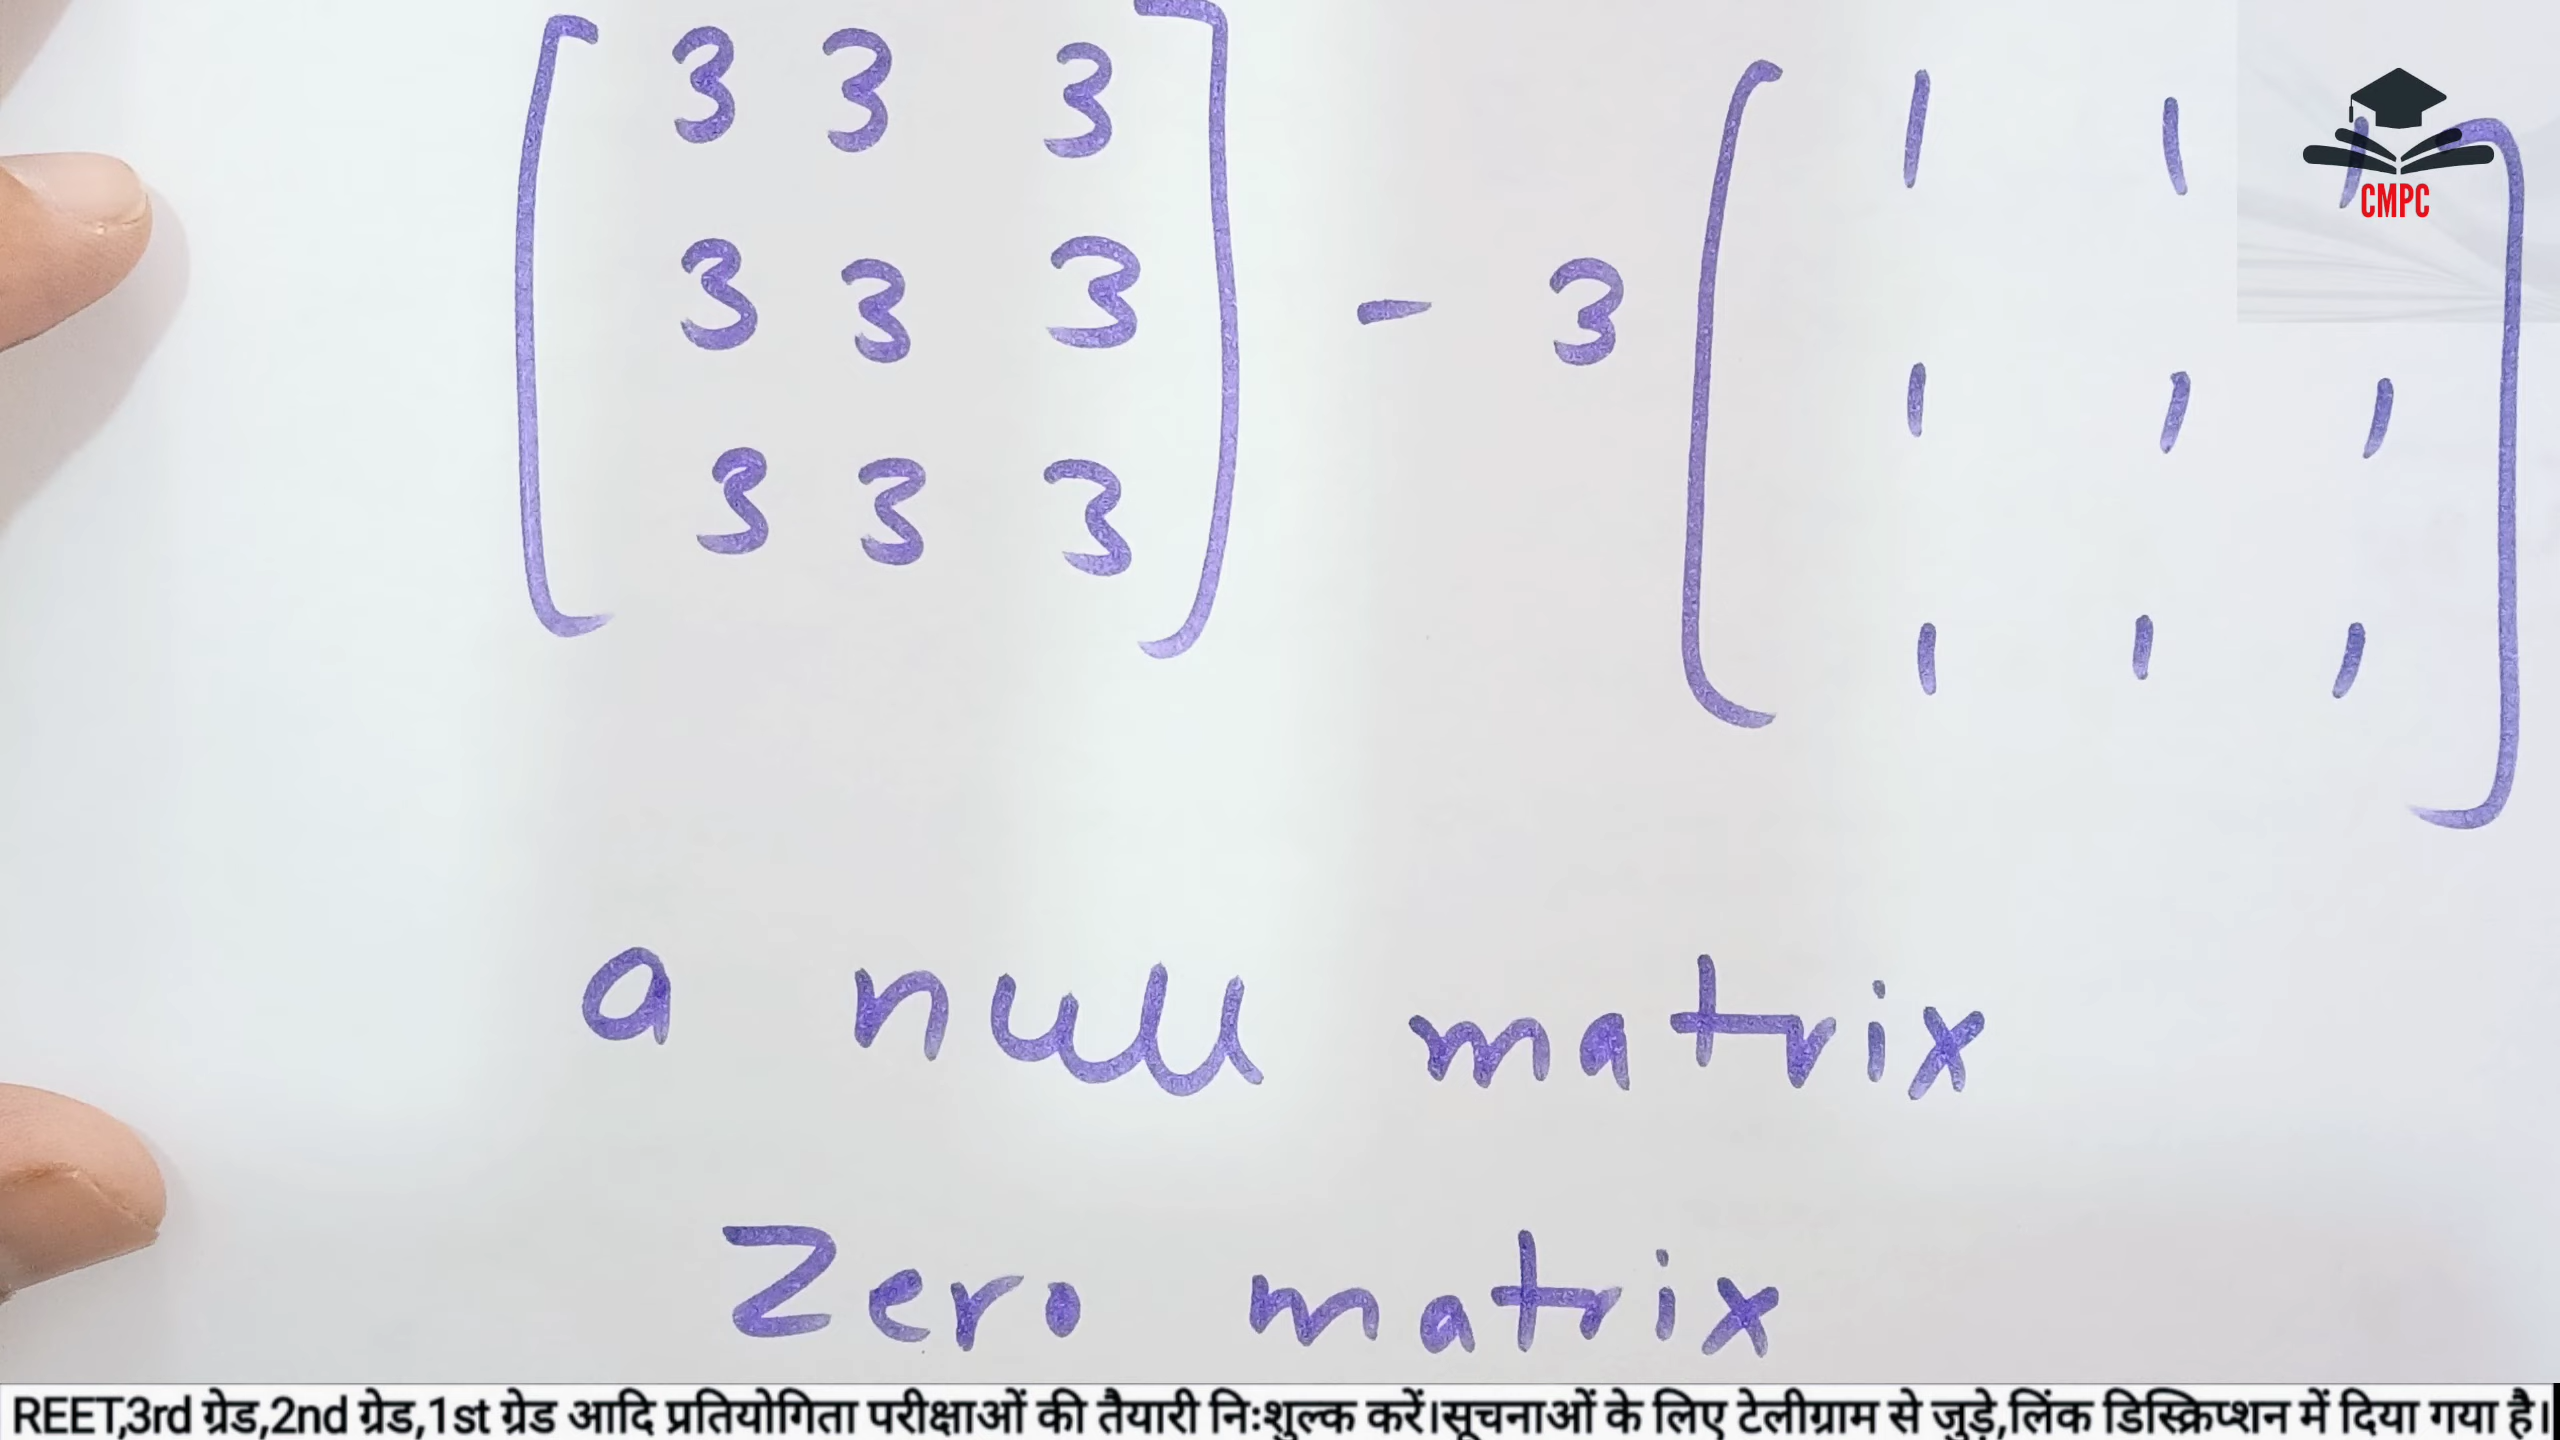 3 3 3 1 1 1
CMPC
3 3 3 - 3 1 1 1
3 3 3 1 1 1
a null matrix
Zero matrix
REET,3rd ग्रेड,2nd ग्रेड,1st ग्रेड आदि प्रतियोगिता परीक्षाओं की तैयारी निःशुल्क करें।सूचनाओं के लिए टेलीग्राम से जुड़े,लिंक डिस्क्रिप्शन में दिया गया है।